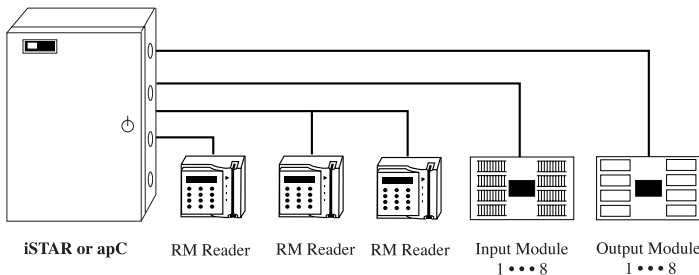 iSTAR or apC
RM Reader
RM Reader
RM Reader
Input Module
1 • • • 8
Output Module
1 • • • 8